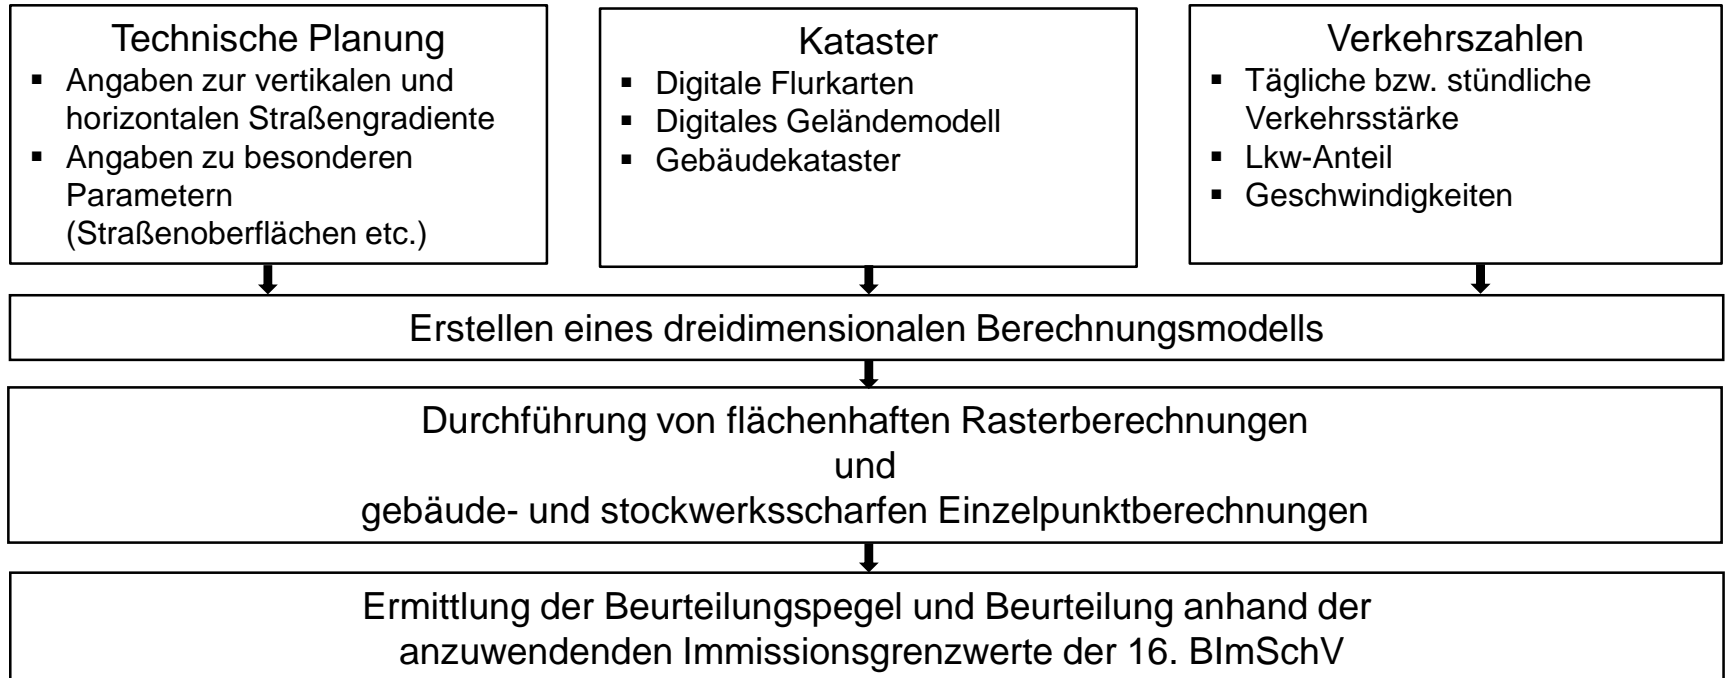 Technische Planung
▪ Angaben zur vertikalen und
horizontalen Straßengradiente
▪ Angaben zu besonderen
Parametern
(Straßenoberflächen etc.)
Kataster
▪ Digitale Flurkarten
▪ Digitales Geländemodell
▪ Gebäudekataster
Verkehrszahlen
▪ Tägliche bzw. stündliche
Verkehrsstärke
▪ Lkw-Anteil
▪ Geschwindigkeiten
Erstellen eines dreidimensionalen Berechnungsmodells
Durchführung von flächenhaften Rasterberechnungen
und
gebäude- und stockwerksscharfen Einzelpunktberechnungen
Ermittlung der Beurteilungspegel und Beurteilung anhand der
anzuwendenden Immissionsgrenzwerte der 16. BImSchV